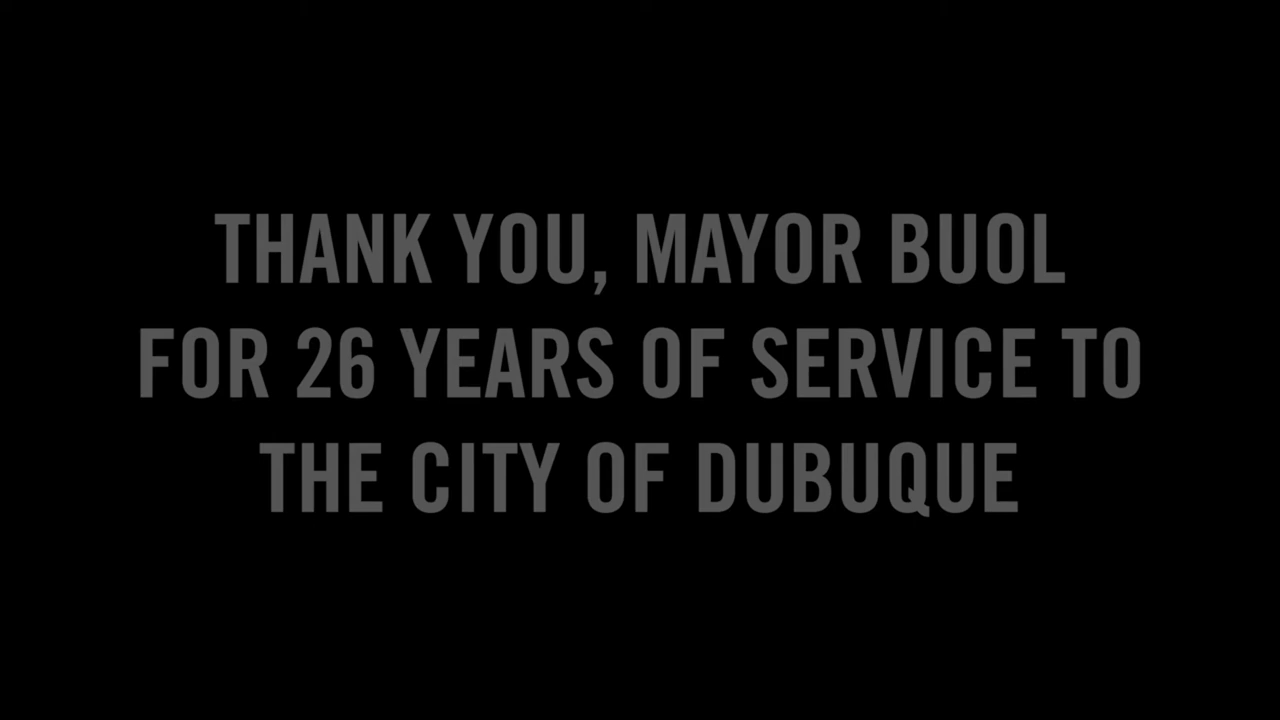 THANK YOU, MAYOR BUOL
FOR 26 YEARS OF SERVICE TO
THE CITY OF DUBUQUE